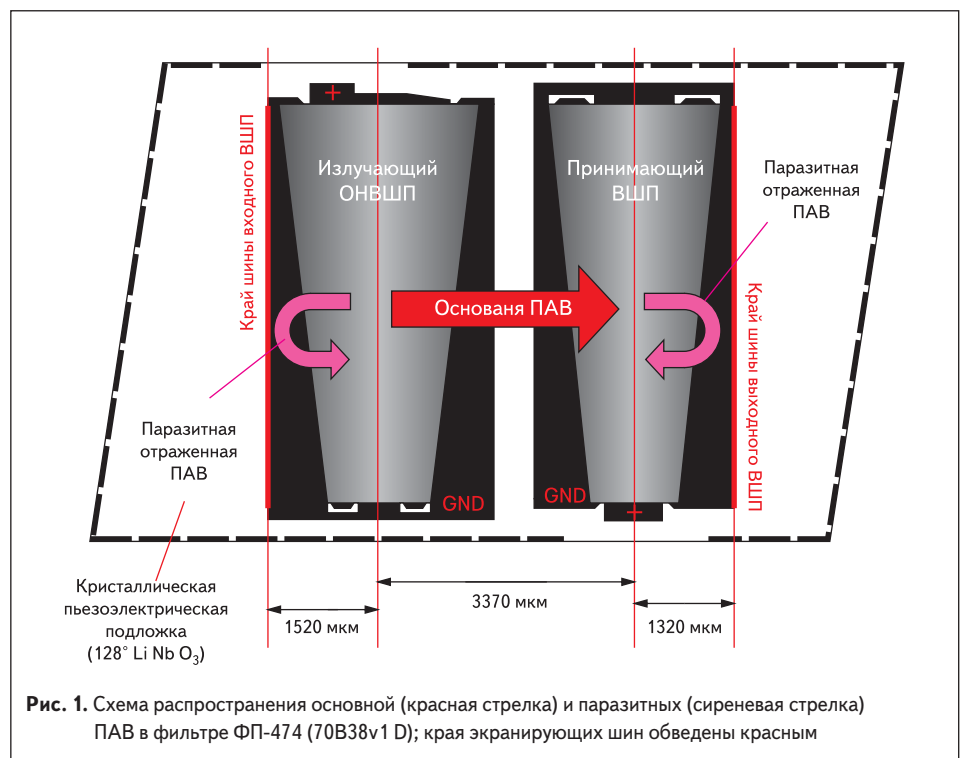 +
Край шины входного ВШП
Излучающий
ОНВШП
Принимающий
ВШП
Паразитная
отраженная
ПАВ
Основаня ПАВ
Край шины выходного ВШП
Паразитная
отраженная
ПАВ
GND
GND
+
Кристаллическая
пьезоэлектрическая
подложка
(128° Li Nb O₃)
1520 мкм
3370 мкм
1320 мкм
Рис. 1. Схема распространения основной (красная стрелка) и паразитных (сиреневая стрелка)
ПАВ в фильтре ФП-474 (70B38v1 D); края экранирующих шин обведены красным